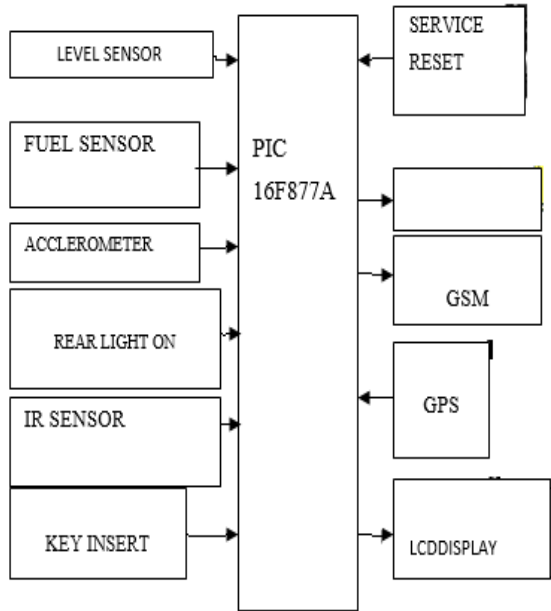 LEVEL SENSOR
FUEL SENSOR
ACCLEROMETER
REAR LIGHT ON
IR SENSOR
KEY INSERT
PIC
16F877A
SERVICE
RESET
GSM
GPS
LCDDISPLAY